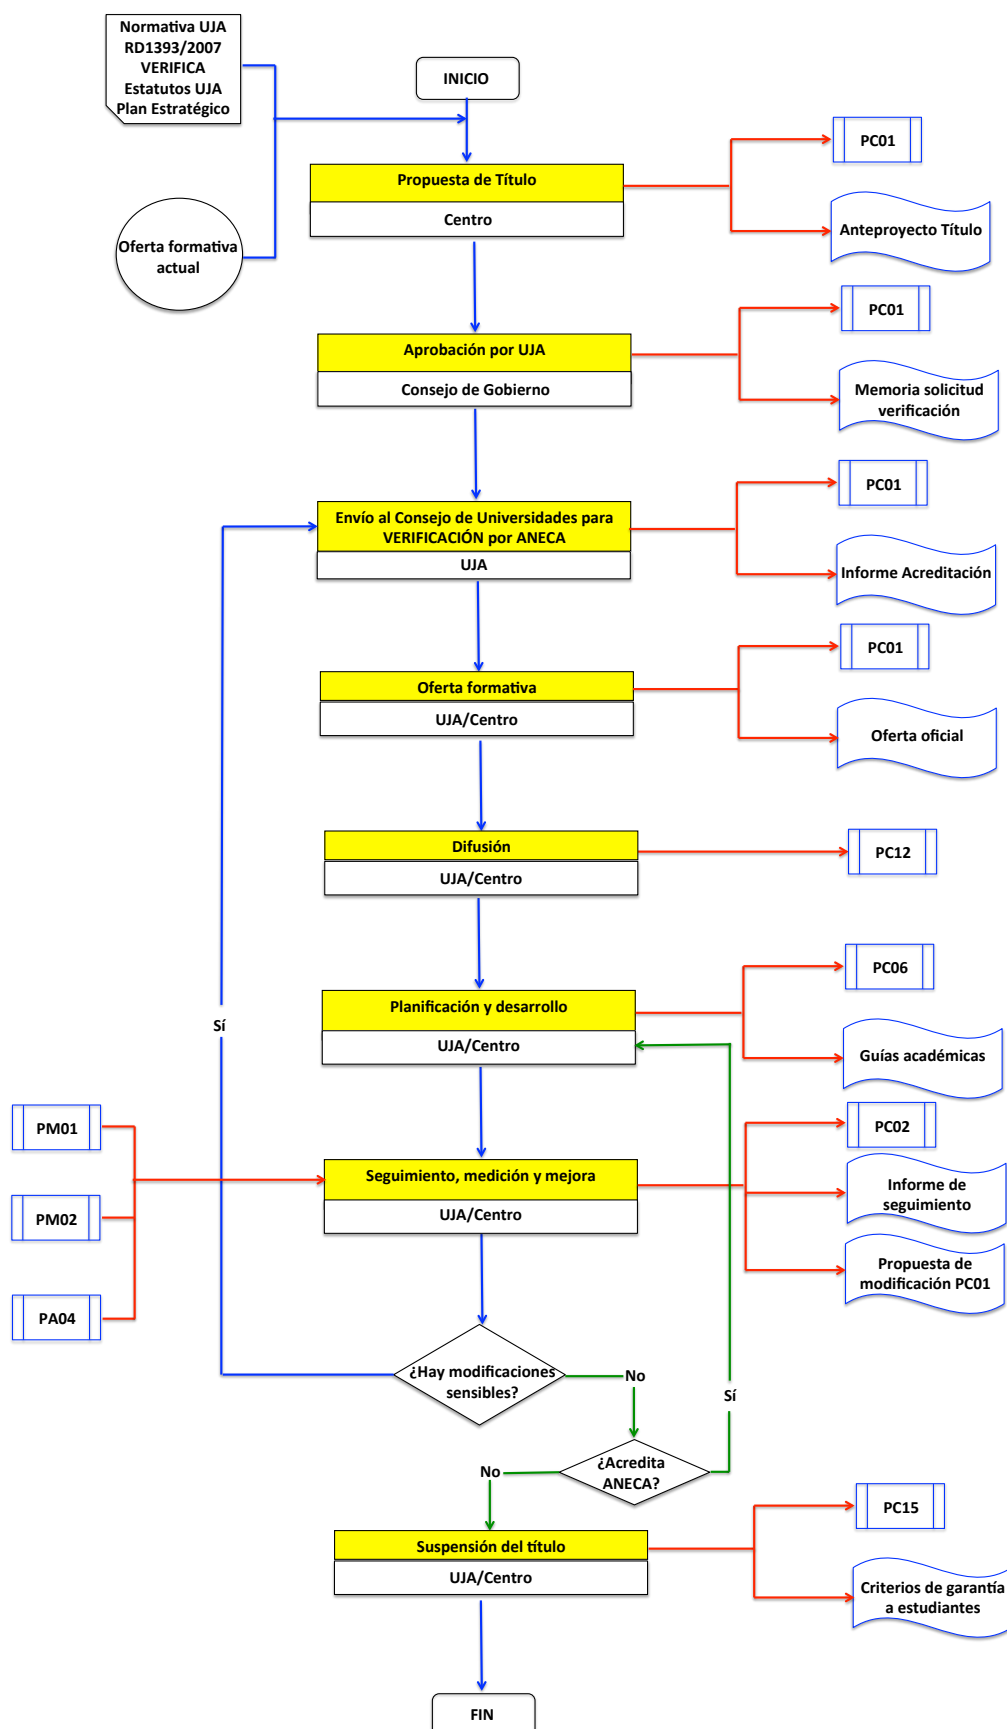 Normativa UJA
RD1393/2007
VERIFICA
Estatutos UJA
Plan Estratégico
INICIO
PC01
Propuesta de Título
Centro
Anteproyecto Título
Oferta formativa
actual
PC01
Aprobación por UJA
Consejo de Gobierno
Memoria solicitud
verificación
PC01
Envío al Consejo de Universidades para
VERIFICACIÓN por ANECA
UJA
Informe Acreditación
PC01
Oferta formativa
UJA/Centro
Oferta oficial
Difusión
UJA/Centro
PC12
PC06
Planificación y desarrollo
UJA/Centro
Guías académicas
Sí
PM01
PM02
PA04
PC02
Seguimiento, medición y mejora
UJA/Centro
Informe de
seguimiento
Propuesta de
modificación PC01
¿Hay modificaciones
sensibles?
No
Sí
¿Acredita
ANECA?
No
PC15
Suspensión del título
UJA/Centro
Criterios de garantía
a estudiantes
FIN